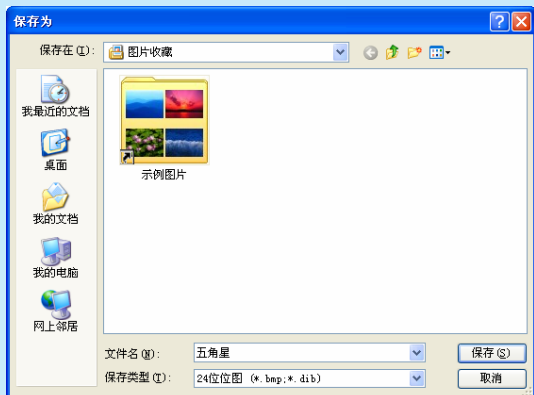 保存为
保存在(I):
图片收藏
我最近的文档
桌面
我的文档
我的电脑
网上邻居
示例图片
文件名(N):
五角星
保存(S)
保存类型(T):
24位位图 (*.bmp;*.dib)
取消